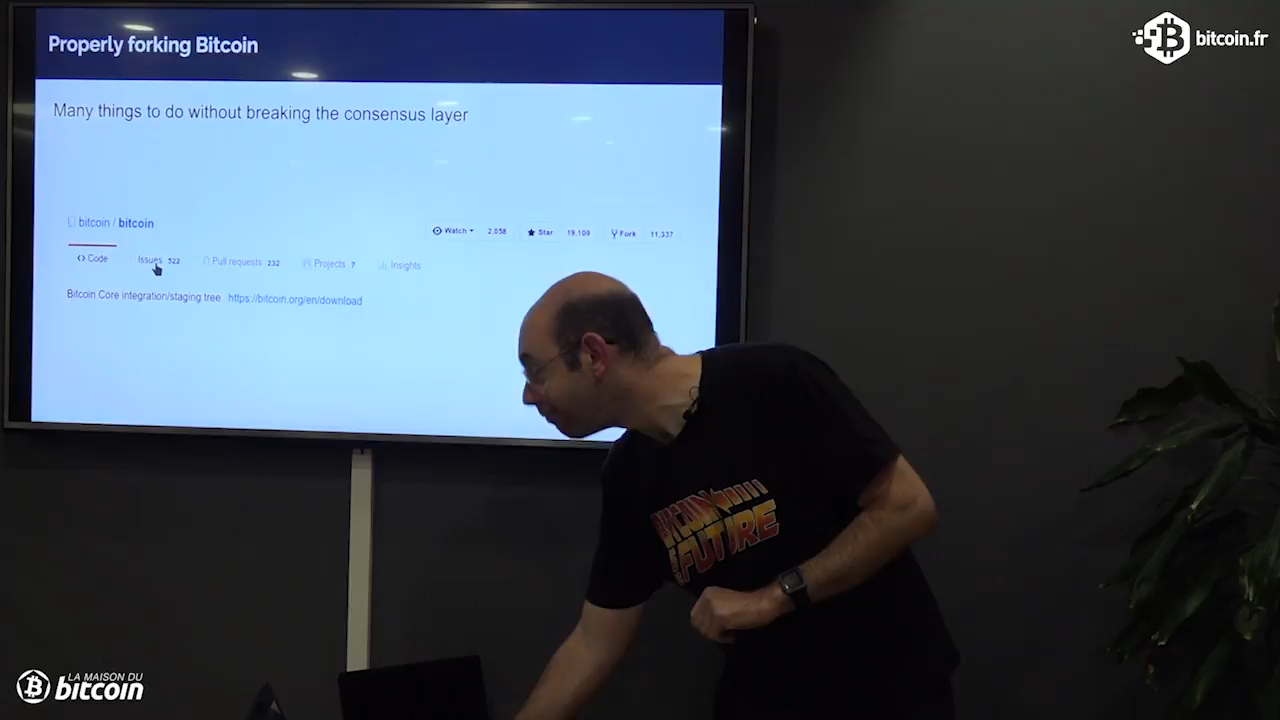 Properly forking Bitcoin
bitcoin.fr
Many things to do without breaking the consensus layer
bitcoin / bitcoin
Watch 2,058 Star 19,109 Fork 11,337
Code Issues 522 Pull requests 232 Projects 7 Insights
Bitcoin Core integration/staging tree https://bitcoin.org/en/download
FUTURE
LA MAISON DU
bitcoin